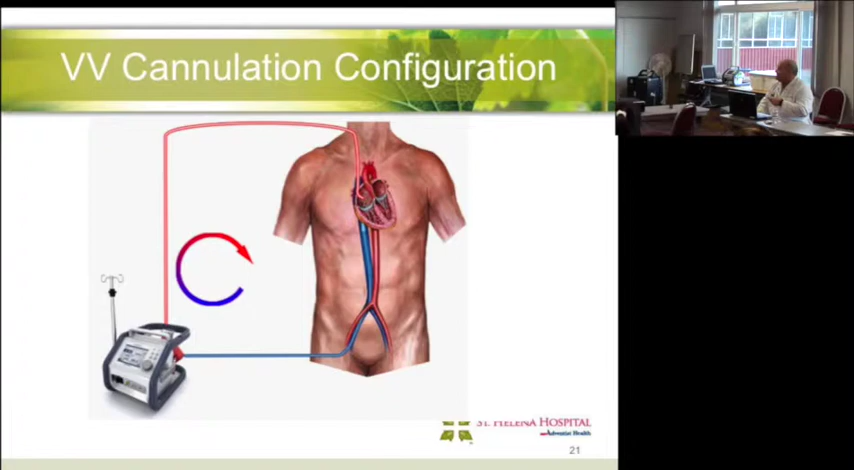 VV Cannulation Configuration
ST. HELENA HOSPITAL
Adventist Health
21